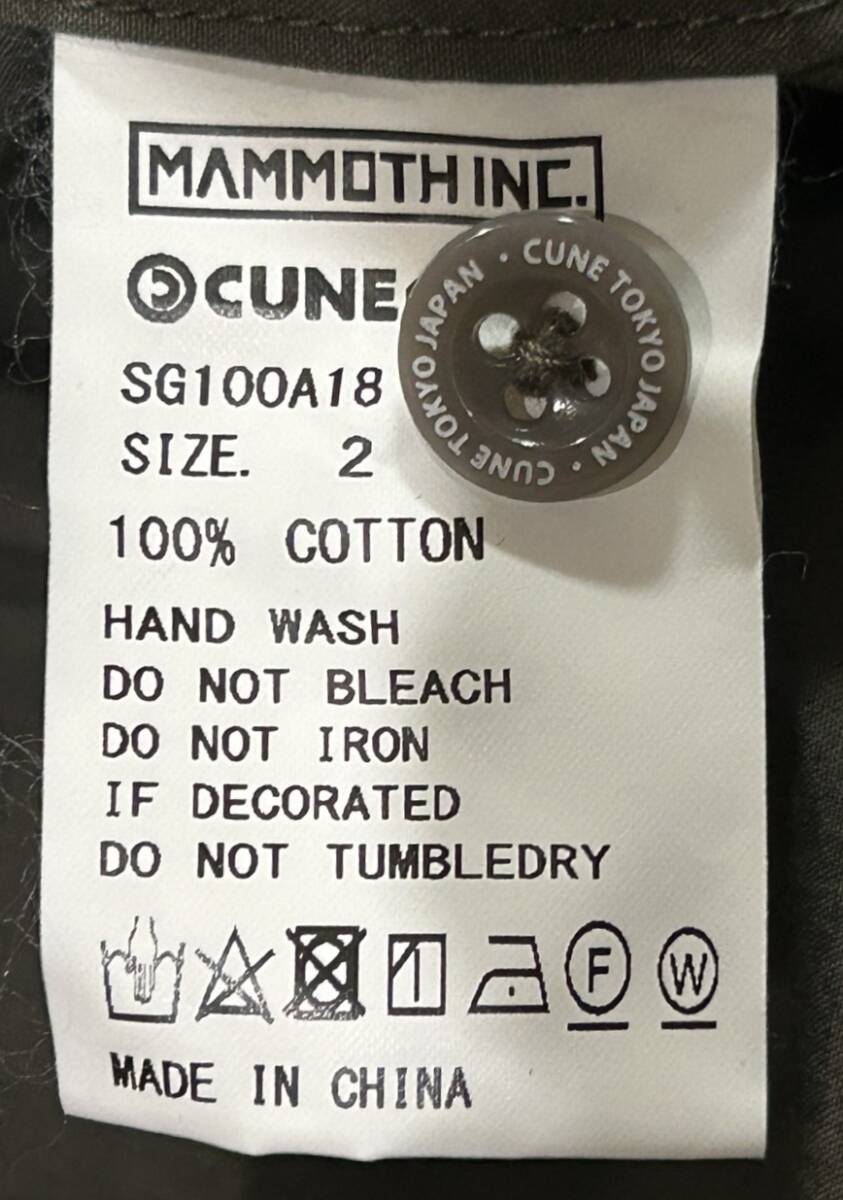 MAMMOTH INC.
CUNE
CUNE TOKYO JAPAN · CUNE TOKYO JAPAN ·
SG100A18
SIZE. 2
100% COTTON
HAND WASH
DO NOT BLEACH
DO NOT IRON
IF DECORATED
DO NOT TUMBLEDRY
F W
MADE IN CHINA